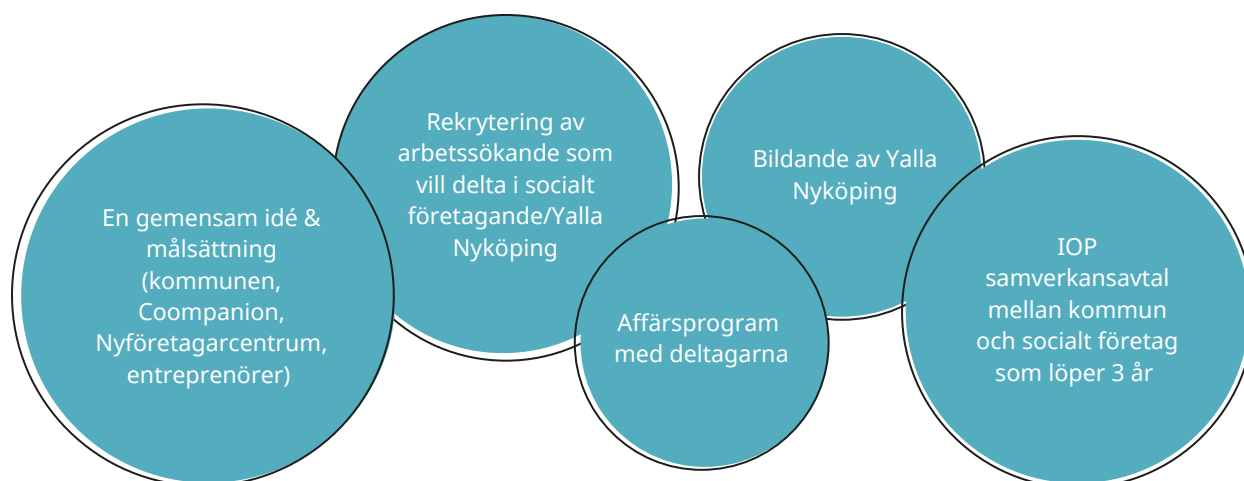 En gemensam idé &
målsättning
(kommunen,
Coompanion,
Nyföretagarcentrum,
entreprenörer)
Rekrytering av
arbetssökande som
vill delta i socialt
företagande/Yalla
Nyköping
Affärsprogram
med deltagarna
Bildande av Yalla
Nyköping
IOP
samverkansavtal
mellan kommun
och socialt företag
som löper 3 år